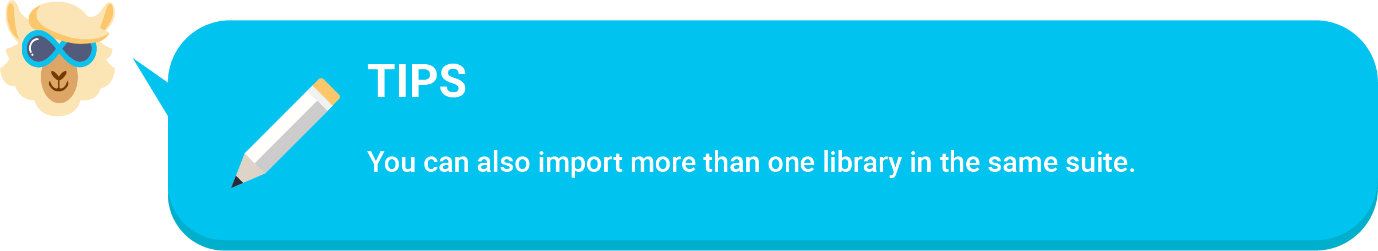 TIPS
You can also import more than one library in the same suite.